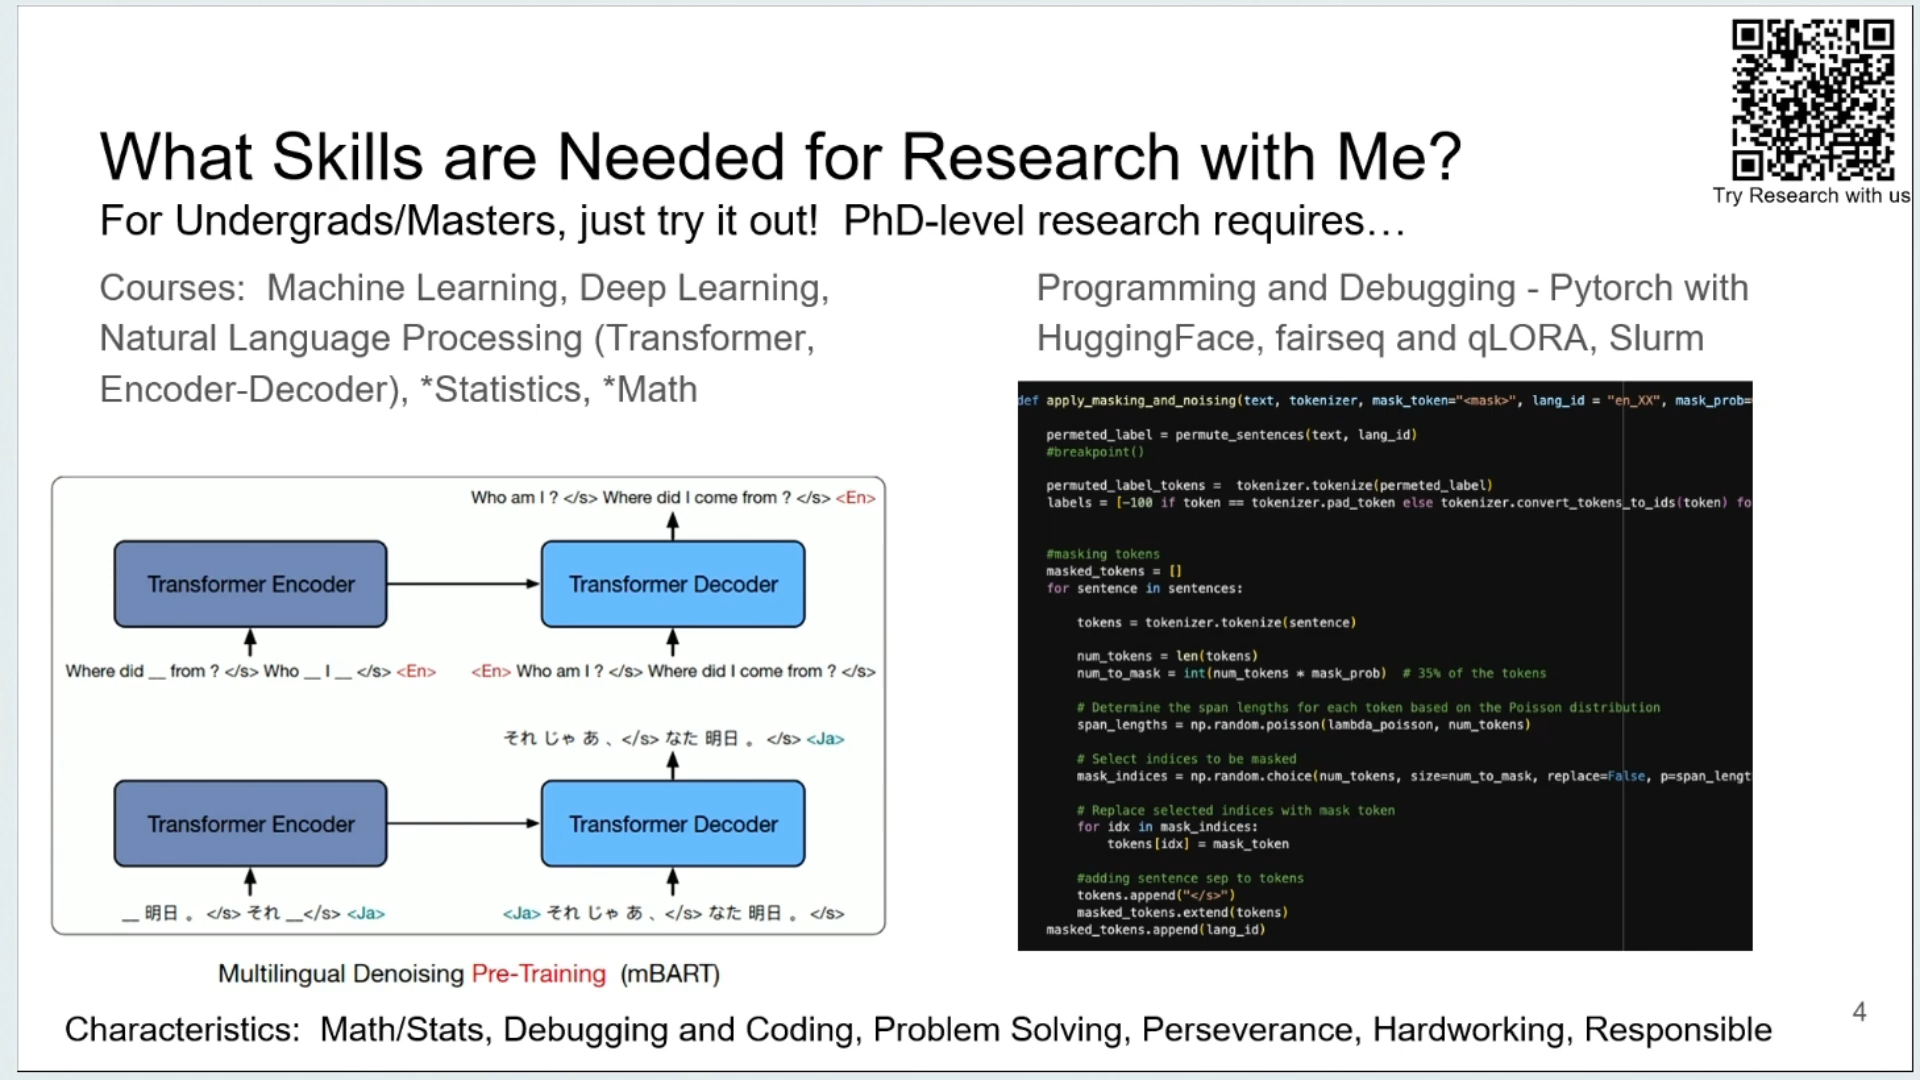 Try Research with us
What Skills are Needed for Research with Me?
For Undergrads/Masters, just try it out!  PhD-level research requires…
Courses:  Machine Learning, Deep Learning,
Natural Language Processing (Transformer,
Encoder-Decoder), *Statistics, *Math
Programming and Debugging - Pytorch with
HuggingFace, fairseq and qLORA, Slurm
Who am I ? </s> Where did I come from ? </s> <En>
Transformer Encoder
Transformer Decoder
Where did __ from ? </s> Who __ I __ </s> <En>
<En> Who am I ? </s> Where did I come from ? </s>
それ じゃ あ 、</s> なた 明日 。 </s> <Ja>
Transformer Encoder
Transformer Decoder
__ 明日 。 </s> それ __</s> <Ja>
<Ja> それ じゃ あ 、</s> なた 明日 。 </s>
Multilingual Denoising Pre-Training (mBART)
def apply_masking_and_noising(text, tokenizer, mask_token="<mask>", lang_id = "en_XX", mask_prob=
permeted_label = permute_sentences(text, lang_id)
#breakpoint()
permuted_label_tokens =  tokenizer.tokenize(permeted_label)
labels = [-100 if token == tokenizer.pad_token else tokenizer.convert_tokens_to_ids(token) fo
#masking tokens
masked_tokens = []
for sentence in sentences:
tokens = tokenizer.tokenize(sentence)
num_tokens = len(tokens)
num_to_mask = int(num_tokens * mask_prob)  # 35% of the tokens
# Determine the span lengths for each token based on the Poisson distribution
span_lengths = np.random.poisson(lambda_poisson, num_tokens)
# Select indices to be masked
mask_indices = np.random.choice(num_tokens, size=num_to_mask, replace=False, p=span_lengt
# Replace selected indices with mask token
for idx in mask_indices:
tokens[idx] = mask_token
#adding sentence sep to tokens
tokens.append("</s>")
masked_tokens.extend(tokens)
masked_tokens.append(lang_id)
Characteristics:  Math/Stats, Debugging and Coding, Problem Solving, Perseverance, Hardworking, Responsible
4